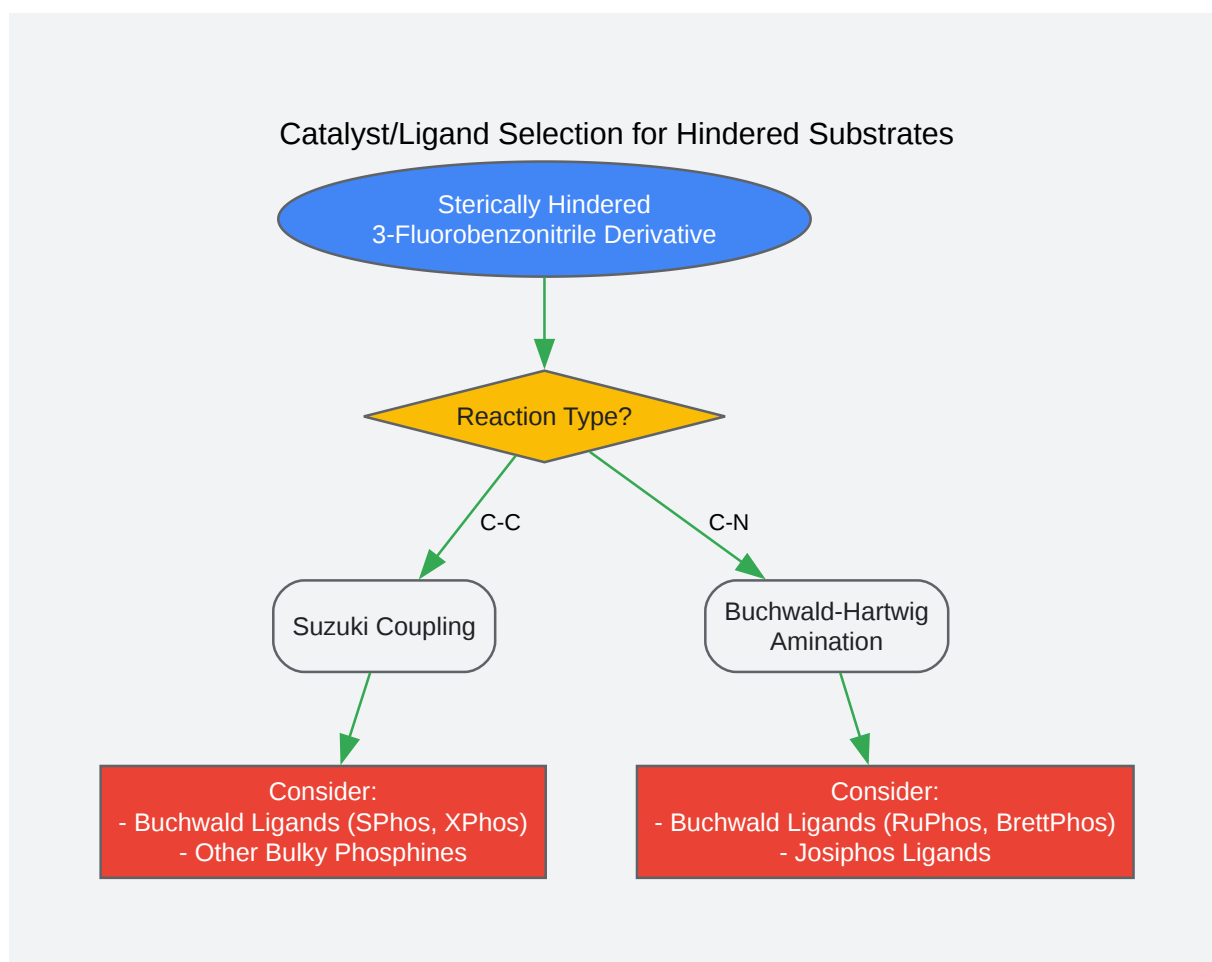 Catalyst/Ligand Selection for Hindered Substrates
Sterically Hindered
3-Fluorobenzonitrile Derivative
Reaction Type?
C-C
C-N
Suzuki Coupling
Buchwald-Hartwig
Amination
Consider:
- Buchwald Ligands (SPhos, XPhos)
- Other Bulky Phosphines
Consider:
- Buchwald Ligands (RuPhos, BrettPhos)
- Josiphos Ligands